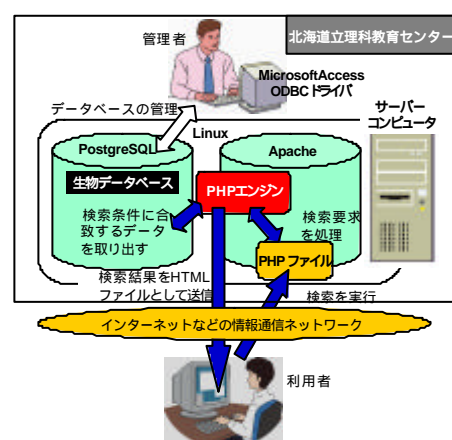 北海道立理科教育センター
管理者
MicrosoftAccess
ODBCドライバ
データベースの管理
サーバー
コンピュータ
Linux
PostgreSQL
Apache
生物データベース
PHPエンジン
検索条件に合
致するデータ
を取り出す
検索要求
を処理
PHP ファイル
検索結果をHTML
ファイルとして送信
検索を実行
インターネットなどの情報通信ネットワーク
利用者